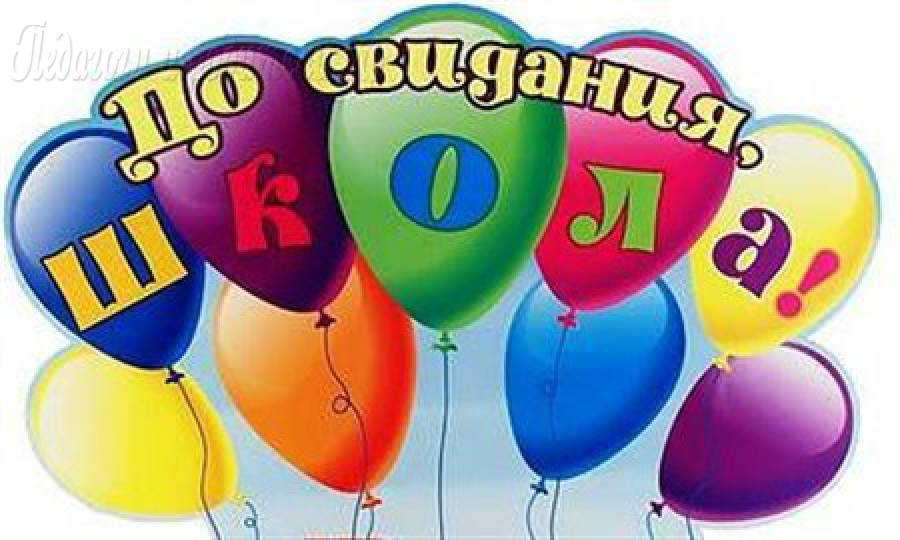 До свидания,
школа!